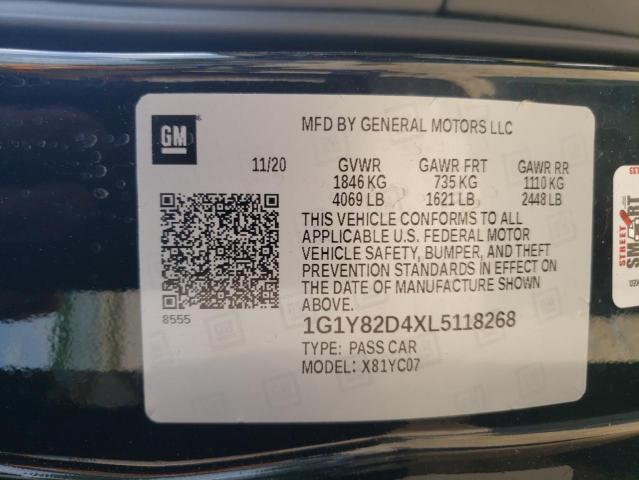 GM
MFD BY GENERAL MOTORS LLC
11/20 GVWR GAWR FRT GAWR RR
1846 KG 735 KG 1110 KG
4069 LB 1621 LB 2448 LB
THIS VEHICLE CONFORMS TO ALL
APPLICABLE U.S. FEDERAL MOTOR
VEHICLE SAFETY, BUMPER, AND THEFT
PREVENTION STANDARDS IN EFFECT ON
THE DATE OF MANUFACTURE SHOWN
ABOVE.
8555
1G1Y82D4XL5118268
TYPE: PASS CAR
MODEL: X81YC07
STREET